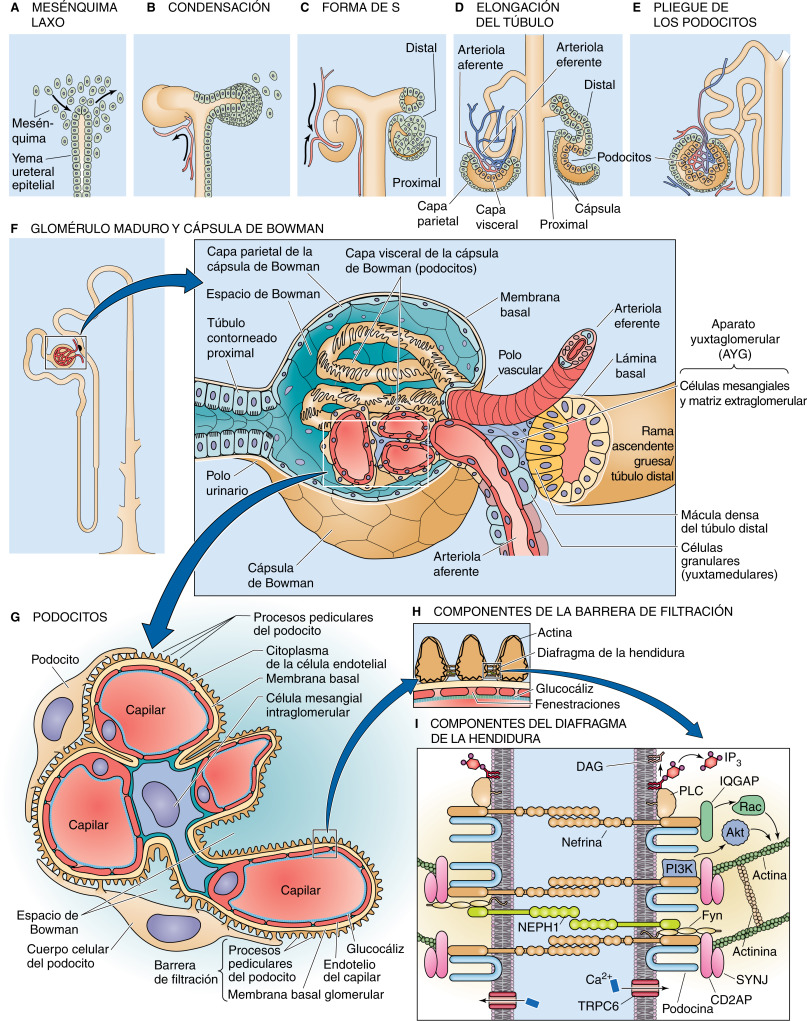 A MESÉNQUIMA
LAXO
B CONDENSACIÓN
C FORMA DE S
D ELONGACIÓN
DEL TÚBULO
E PLIEGUE DE
LOS PODOCITOS
Mesén-
quima
Yema
ureteral
epitelial
Distal
Proximal
Arteriola
aferente
Arteriola
eferente
Distal
Podocitos
Capa
parietal
Capa
visceral
Proximal
Cápsula
F GLOMÉRULO MADURO Y CÁPSULA DE BOWMAN
Capa parietal de la
cápsula de Bowman
Capa visceral de la cápsula
de Bowman (podocitos)
Espacio de Bowman
Membrana
basal
Túbulo
contorneado
proximal
Arteriola
eferente
Aparato
yuxtaglomerular
(AYG)
Polo
vascular
Lámina
basal
Células mesangiales
y matriz extraglomerular
Rama
ascendente
gruesa/
túbulo distal
Polo
urinario
Mácula densa
del túbulo distal
Células
granulares
(yuxtamedulares)
Arteriola
aferente
Cápsula
de Bowman
G PODOCITOS
Procesos pediculares
del podocito
Podocito
Citoplasma
de la célula endotelial
Membrana basal
Célula mesangial
intraglomerular
Capilar
Capilar
Capilar
Espacio de
Bowman
Cuerpo celular
del podocito
Barrera
de filtración
Procesos
pediculares
del podocito
Membrana basal glomerular
Glucocáliz
Endotelio
del capilar
H COMPONENTES DE LA BARRERA DE FILTRACIÓN
Actina
Diafragma de la hendidura
Glucocáliz
Fenestraciones
I COMPONENTES DEL DIAFRAGMA
DE LA HENDIDURA
DAG
IP3
PLC
IQGAP
Rac
Akt
Nefrina
PI3K
Actina
Fyn
NEPH1
Actinina
SYNJ
Ca2+
CD2AP
TRPC6
Podocina